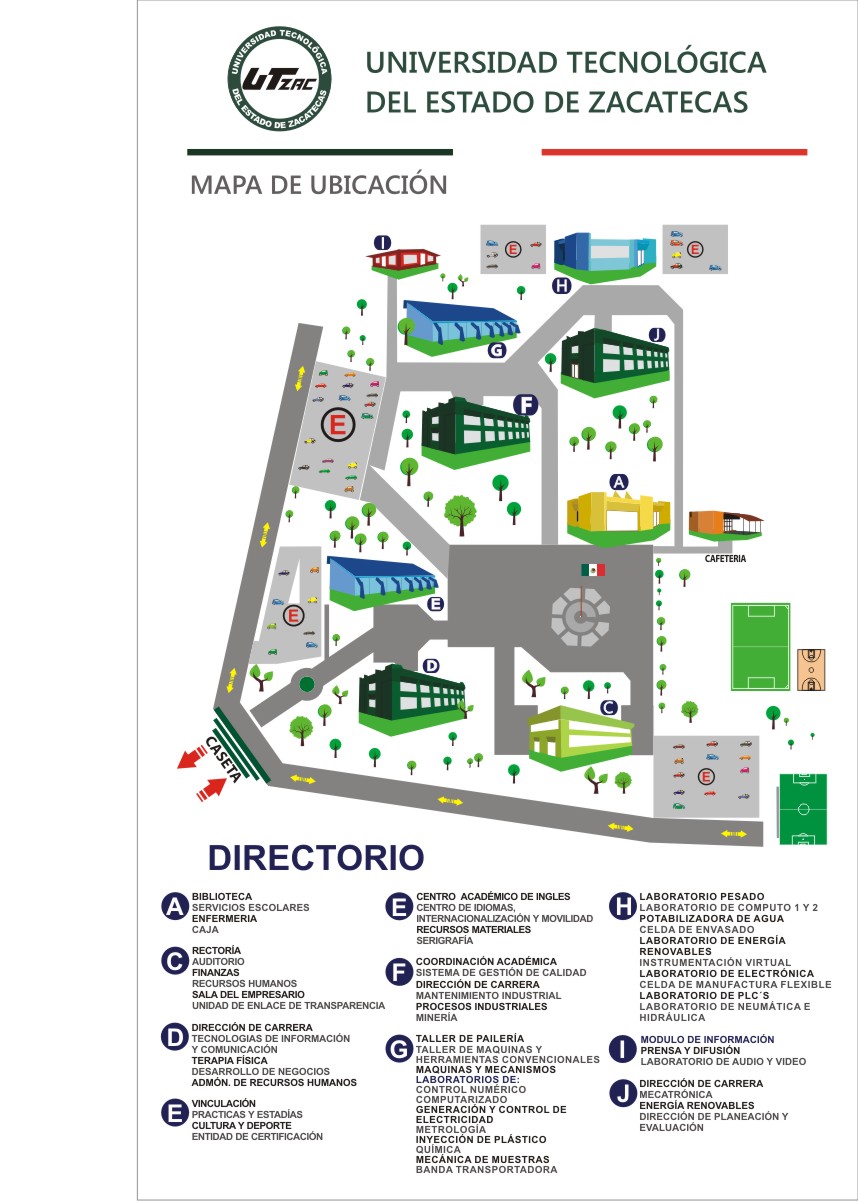 UNIVERSIDAD TECNOLÓGICA
DEL ESTADO DE ZACATECAS
UTZAC
UNIVERSIDAD TECNOLÓGICA
DEL ESTADO DE ZACATECAS
MAPA DE UBICACIÓN
I
E
E
H
G
J
E
F
A
CAFETERIA
E
E
D
C
CASETA
E
DIRECTORIO
A
BIBLIOTECA
SERVICIOS ESCOLARES
ENFERMERIA
CAJA
C
RECTORÍA
AUDITORIO
FINANZAS
RECURSOS HUMANOS
SALA DEL EMPRESARIO
UNIDAD DE ENLACE DE TRANSPARENCIA
D
DIRECCIÓN DE CARRERA
TECNOLOGIAS DE INFORMACIÓN
Y COMUNICACIÓN
TERAPIA FÍSICA
DESARROLLO DE NEGOCIOS
ADMÓN. DE RECURSOS HUMANOS
E
VINCULACIÓN
PRACTICAS Y ESTADÍAS
CULTURA Y DEPORTE
ENTIDAD DE CERTIFICACIÓN
E
CENTRO ACADÉMICO DE INGLES
CENTRO DE IDIOMAS,
INTERNACIONALIZACIÓN Y MOVILIDAD
RECURSOS MATERIALES
SERIGRAFÍA
F
COORDINACIÓN ACADÉMICA
SISTEMA DE GESTIÓN DE CALIDAD
DIRECCIÓN DE CARRERA
MANTENIMIENTO INDUSTRIAL
PROCESOS INDUSTRIALES
MINERÍA
G
TALLER DE PAILERÍA
TALLER DE MAQUINAS Y
HERRAMIENTAS CONVENCIONALES
MAQUINAS Y MECANISMOS
LABORATORIOS DE:
CONTROL NUMÉRICO
COMPUTARIZADO
GENERACIÓN Y CONTROL DE
ELECTRICIDAD
METROLOGÍA
INYECCIÓN DE PLÁSTICO
QUÍMICA
MECÁNICA DE MUESTRAS
BANDA TRANSPORTADORA
H
LABORATORIO PESADO
LABORATORIO DE COMPUTO 1 Y 2
POTABILIZADORA DE AGUA
CELDA DE ENVASADO
LABORATORIO DE ENERGÍA
RENOVABLES
INSTRUMENTACIÓN VIRTUAL
LABORATORIO DE ELECTRÓNICA
CELDA DE MANUFACTURA FLEXIBLE
LABORATORIO DE PLC´S
LABORATORIO DE NEUMÁTICA E
HIDRÁULICA
I
MODULO DE INFORMACIÓN
PRENSA Y DIFUSIÓN
LABORATORIO DE AUDIO Y VIDEO
J
DIRECCIÓN DE CARRERA
MECATRÓNICA
ENERGÍA RENOVABLES
DIRECCIÓN DE PLANEACIÓN Y
EVALUACIÓN